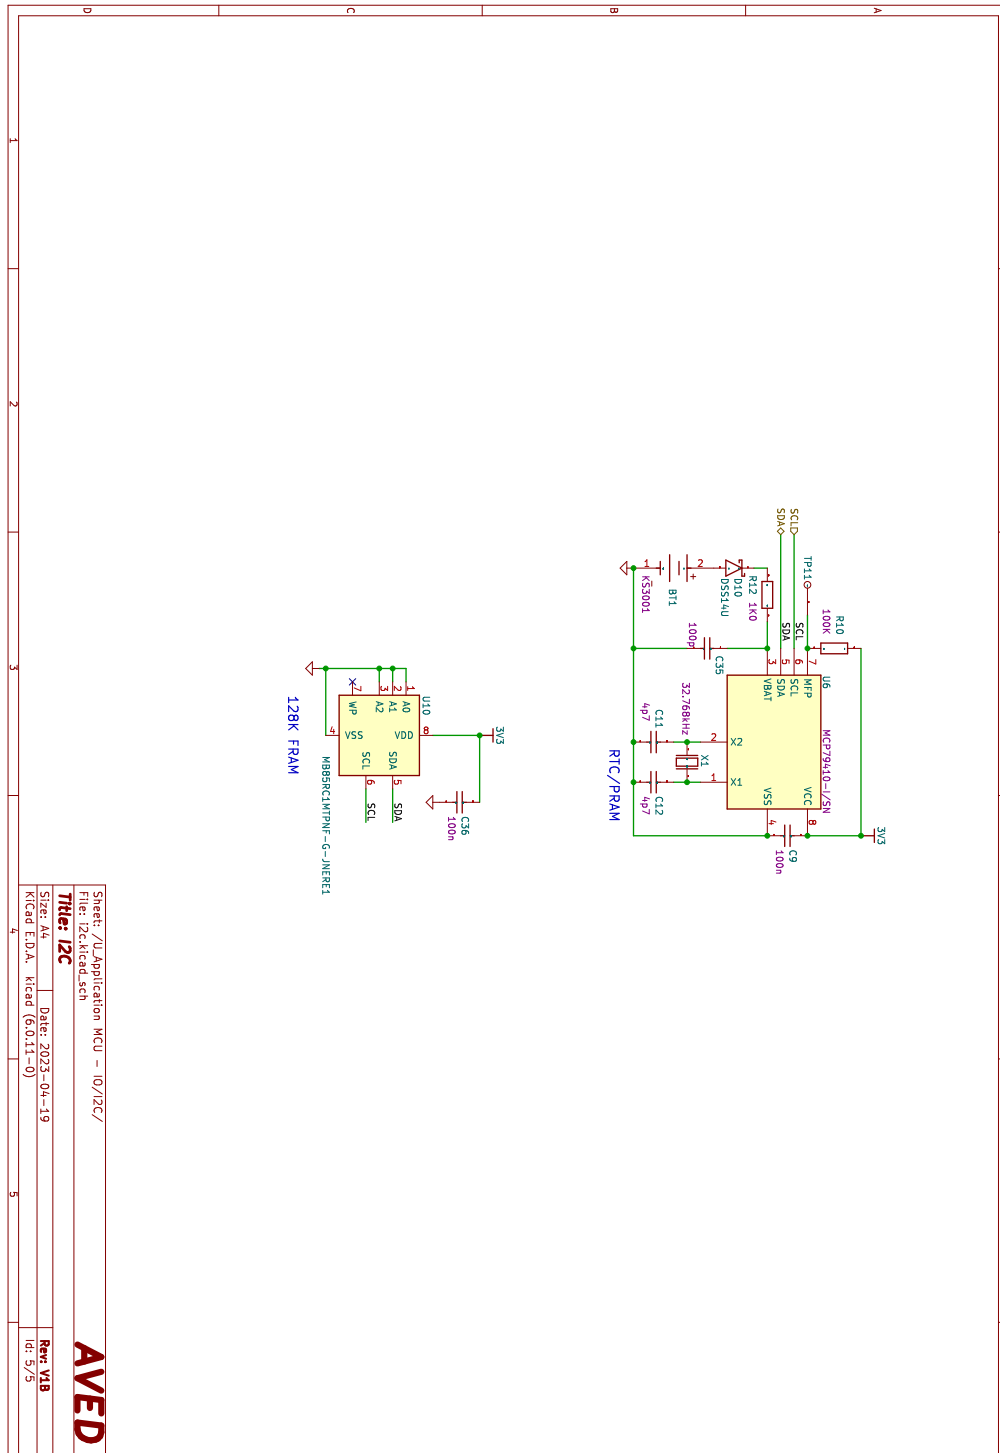 1
2
3
4
5
A
B
C
D
SCL
SDA
TP11
R10
100K
R12 1K0
D10
DSS14U
BT1
KS3001
1
2
+
SCL
SDA
C35
100p
U6
MCP79410-I/SN
7
6
5
3
MFP
SCL
SDA
VBAT
X2
X1
2
1
VSS
VCC
4
8
32.768kHz
X1
C11
4p7
C12
4p7
C9
100n
3V3
RTC/PRAM
U10
MB85RC1MTPNF-G-JNERE1
1
2
3
7
A0
A1
A2
WP
VSS
VDD
4
8
SDA
SCL
5
6
SDA
SCL
3V3
C36
100n
128K FRAM
Sheet: /U_Application MCU - IO/I2C/
File: i2c.kicad_sch
Title: I2C
Size: A4
Date: 2023-04-19
Rev: V1B
KiCad E.D.A. kicad (6.0.11-0)
Id: 5/5
AVED